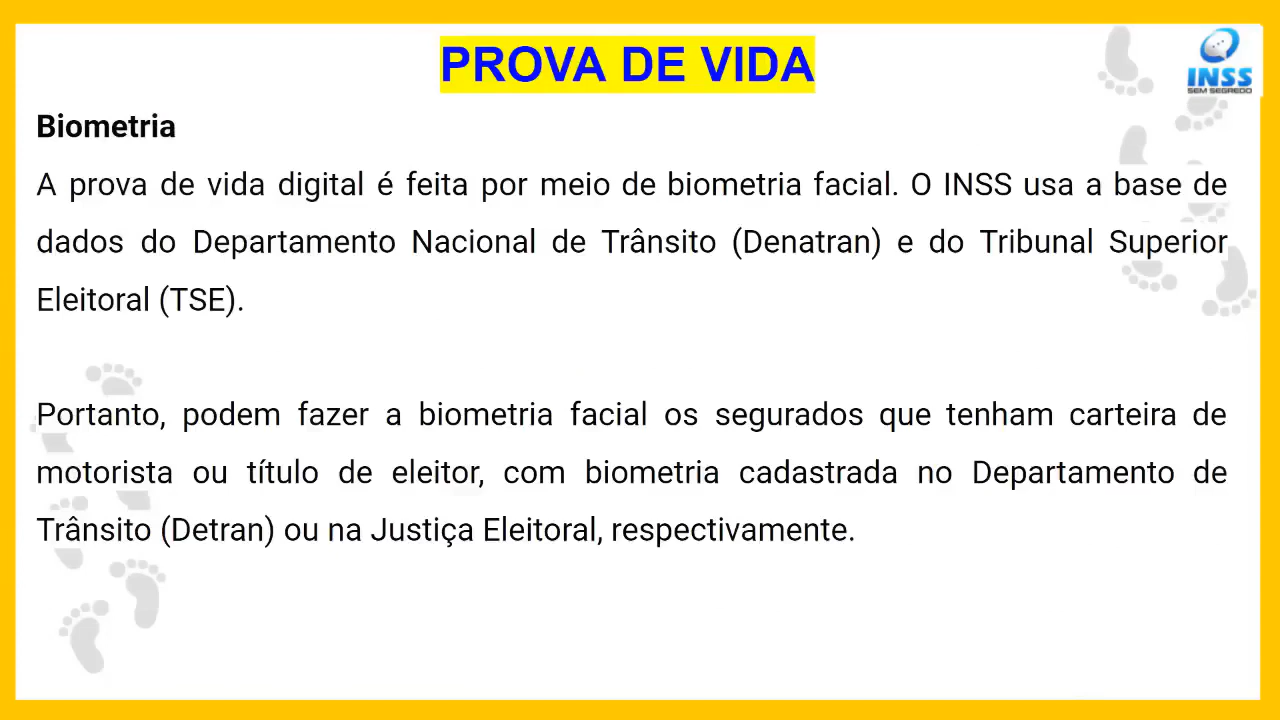 PROVA DE VIDA
INSS
SEM SEGREDO
Biometria
A prova de vida digital é feita por meio de biometria facial. O INSS usa a base de
dados do Departamento Nacional de Trânsito (Denatran) e do Tribunal Superior
Eleitoral (TSE).
Portanto, podem fazer a biometria facial os segurados que tenham carteira de
motorista ou título de eleitor, com biometria cadastrada no Departamento de
Trânsito (Detran) ou na Justiça Eleitoral, respectivamente.